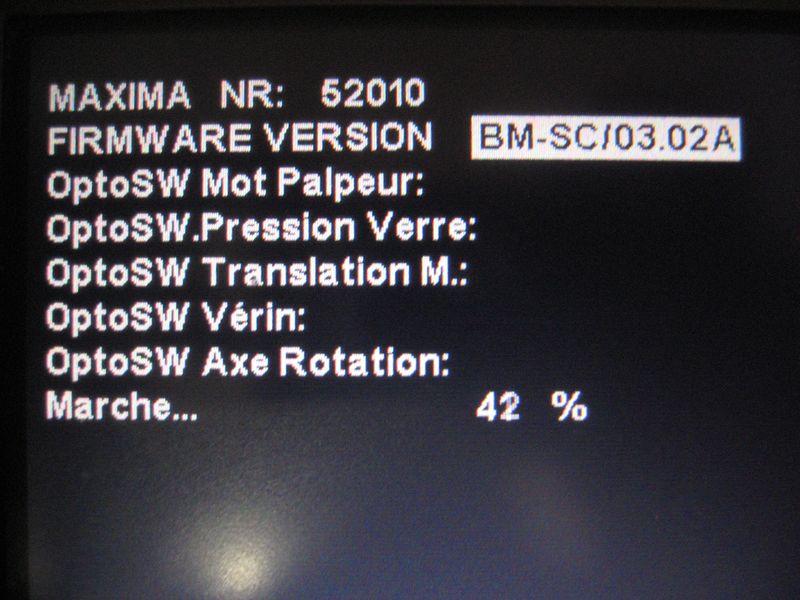 MAXIMA NR: 52010
FIRMWARE VERSION BM-SC/03.02A
OptoSW Mot Palpeur:
OptoSW.Pression Verre:
OptoSW Translation M.:
OptoSW Vérin:
OptoSW Axe Rotation:
Marche... 42 %